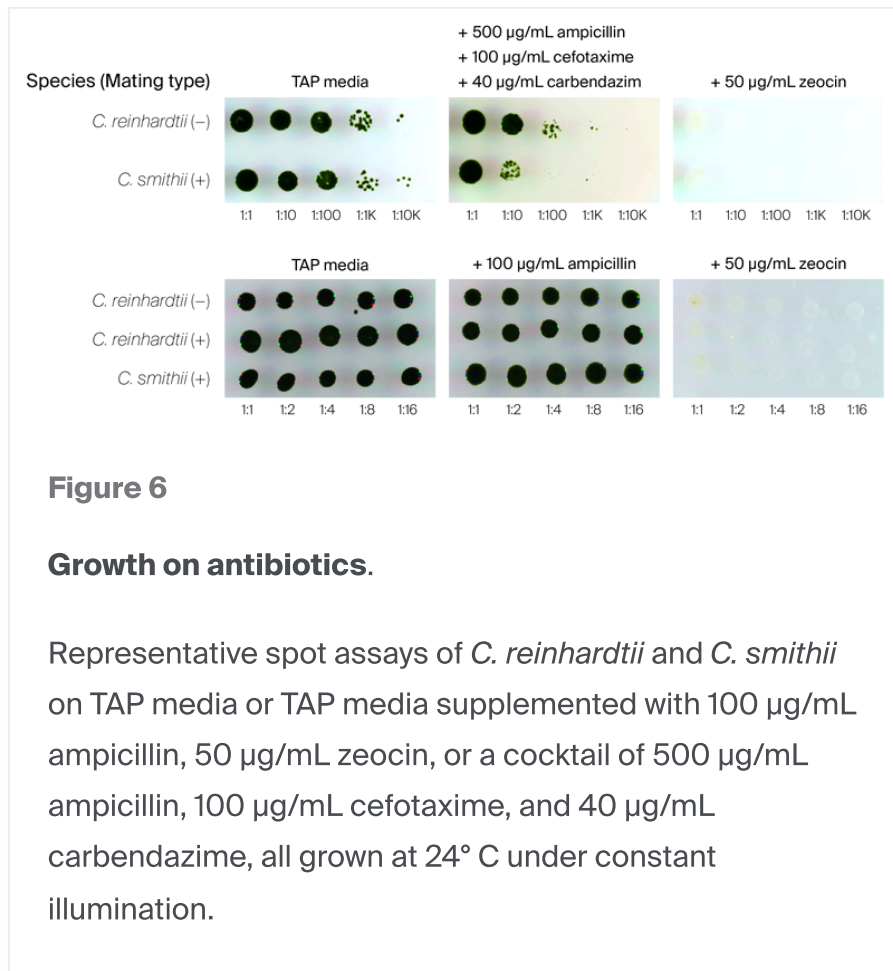 + 500 µg/mL ampicillin
+ 100 µg/mL cefotaxime
Species (Mating type) TAP media + 40 µg/mL carbendazim + 50 µg/mL zeocin
C. reinhardtii (–)
C. smithii (+)
1:1 1:10 1:100 1:1K 1:10K 1:1 1:10 1:100 1:1K 1:10K 1:1 1:10 1:100 1:1K 1:10K
TAP media + 100 µg/mL ampicillin + 50 µg/mL zeocin
C. reinhardtii (–)
C. reinhardtii (+)
C. smithii (+)
1:1 1:2 1:4 1:8 1:16 1:1 1:2 1:4 1:8 1:16 1:1 1:2 1:4 1:8 1:16
Figure 6
Growth on antibiotics.
Representative spot assays of C. reinhardtii and C. smithii
on TAP media or TAP media supplemented with 100 µg/mL
ampicillin, 50 µg/mL zeocin, or a cocktail of 500 µg/mL
ampicillin, 100 µg/mL cefotaxime, and 40 µg/mL
carbendazime, all grown at 24° C under constant
illumination.